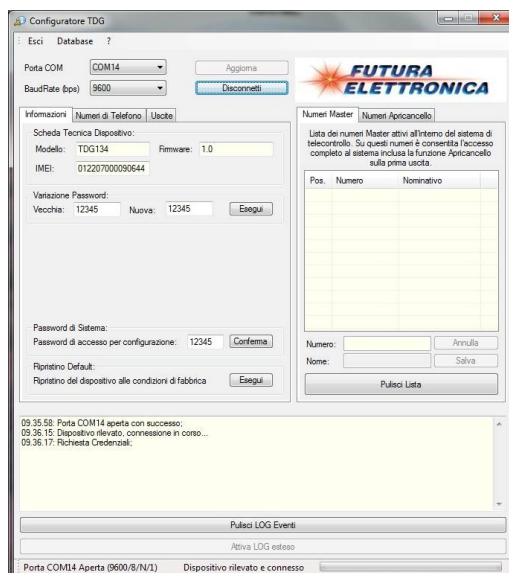 Configuratore TDG
Esci Database ?
Porta COM COM14 Aggiorna
BaudRate (bps) 9600 Disconnetti
FUTURA
ELETTRONICA
Informazioni Numeri di Telefono Uscite
Scheda Tecnica Dispositivo:
Modello: TDG134 Firmware: 1.0
IMEI: 012207000090644
Variazione Password:
Vecchia: 12345 Nuova: 12345 Esegui
Password di Sistema:
Password di accesso per configurazione: 12345 Conferma
Ripristino Default:
Ripristino del dispositivo alle condizioni di fabbrica Esegui
Numeri Master Numeri Apricancello
Lista dei numeri Master attivi all'interno del sistema di
telecontrollo. Su questi numeri è consentita l'accesso
completo al sistema inclusa la funzione Apricancello
sulla prima uscita.
Pos. Numero Nominativo
Numero: Annulla
Nome: Salva
Pulisci Lista
09.35.58: Porta COM14 aperta con successo;
09.36.15: Dispositivo rilevato, connessione in corso...
09.36.17: Richiesta Credenziali;
Pulisci LOG Eventi
Attiva LOG esteso
Porta COM14 Aperta (9600/8/N/1) Dispositivo rilevato e connesso